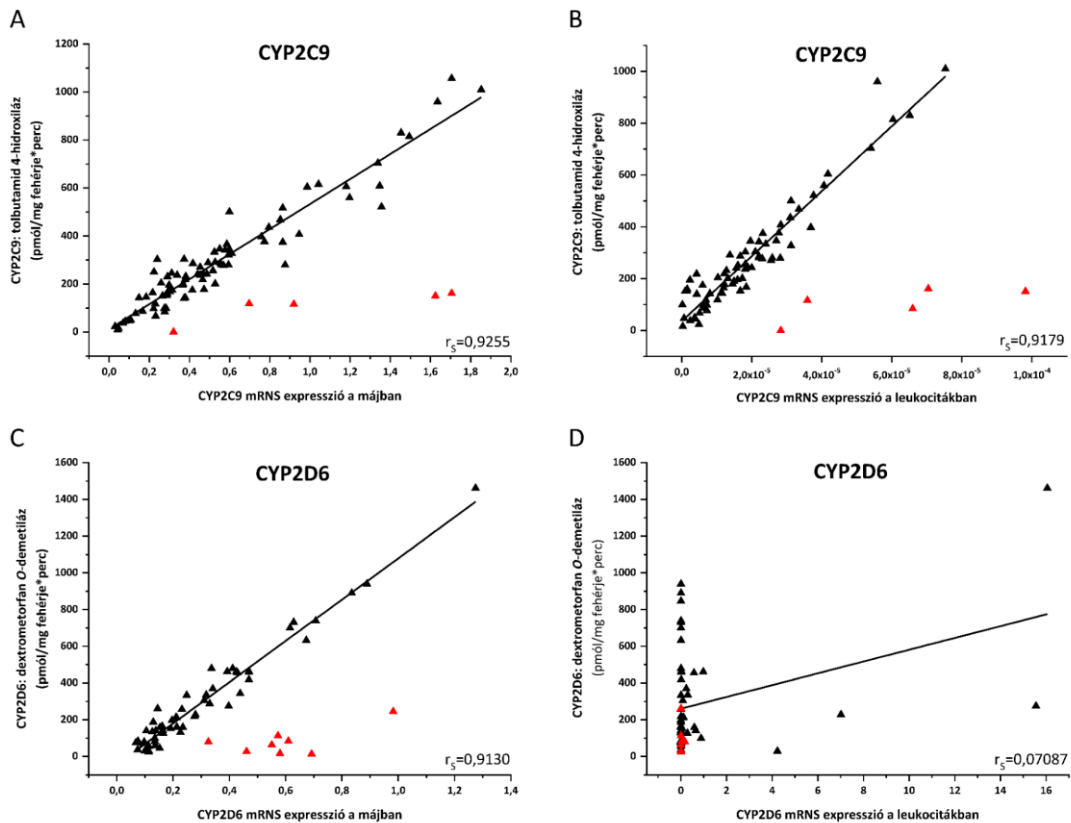 A
CYP2C9
CYP2C9: tolbutamid 4-hidroxiláz
(pmól/mg fehérje*perc)
1200
1000
800
600
400
200
0
0,0 0,2 0,4 0,6 0,8 1,0 1,2 1,4 1,6 1,8 2,0
rS=0,9255
CYP2C9 mRNS expresszió a májban
B
CYP2C9
CYP2C9: tolbutamid 4-hidroxiláz
(pmól/mg fehérje*perc)
1000
800
600
400
200
0
0,0 2,0x10-5 4,0x10-5 6,0x10-5 8,0x10-5 1,0x10-4
rS=0,9179
CYP2C9 mRNS expresszió a leukocitákban
C
CYP2D6
CYP2D6: dextrometorfan O-demetiláz
(pmól/mg fehérje*perc)
1600
1400
1200
1000
800
600
400
200
0
0,0 0,2 0,4 0,6 0,8 1,0 1,2 1,4
rS=0,9130
CYP2D6 mRNS expresszió a májban
D
CYP2D6
CYP2D6: dextrometorfan O-demetiláz
(pmól/mg fehérje*perc)
1600
1400
1200
1000
800
600
400
200
0
0 2 4 6 8 10 12 14 16
rS=0,07087
CYP2D6 mRNS expresszió a leukocitákban